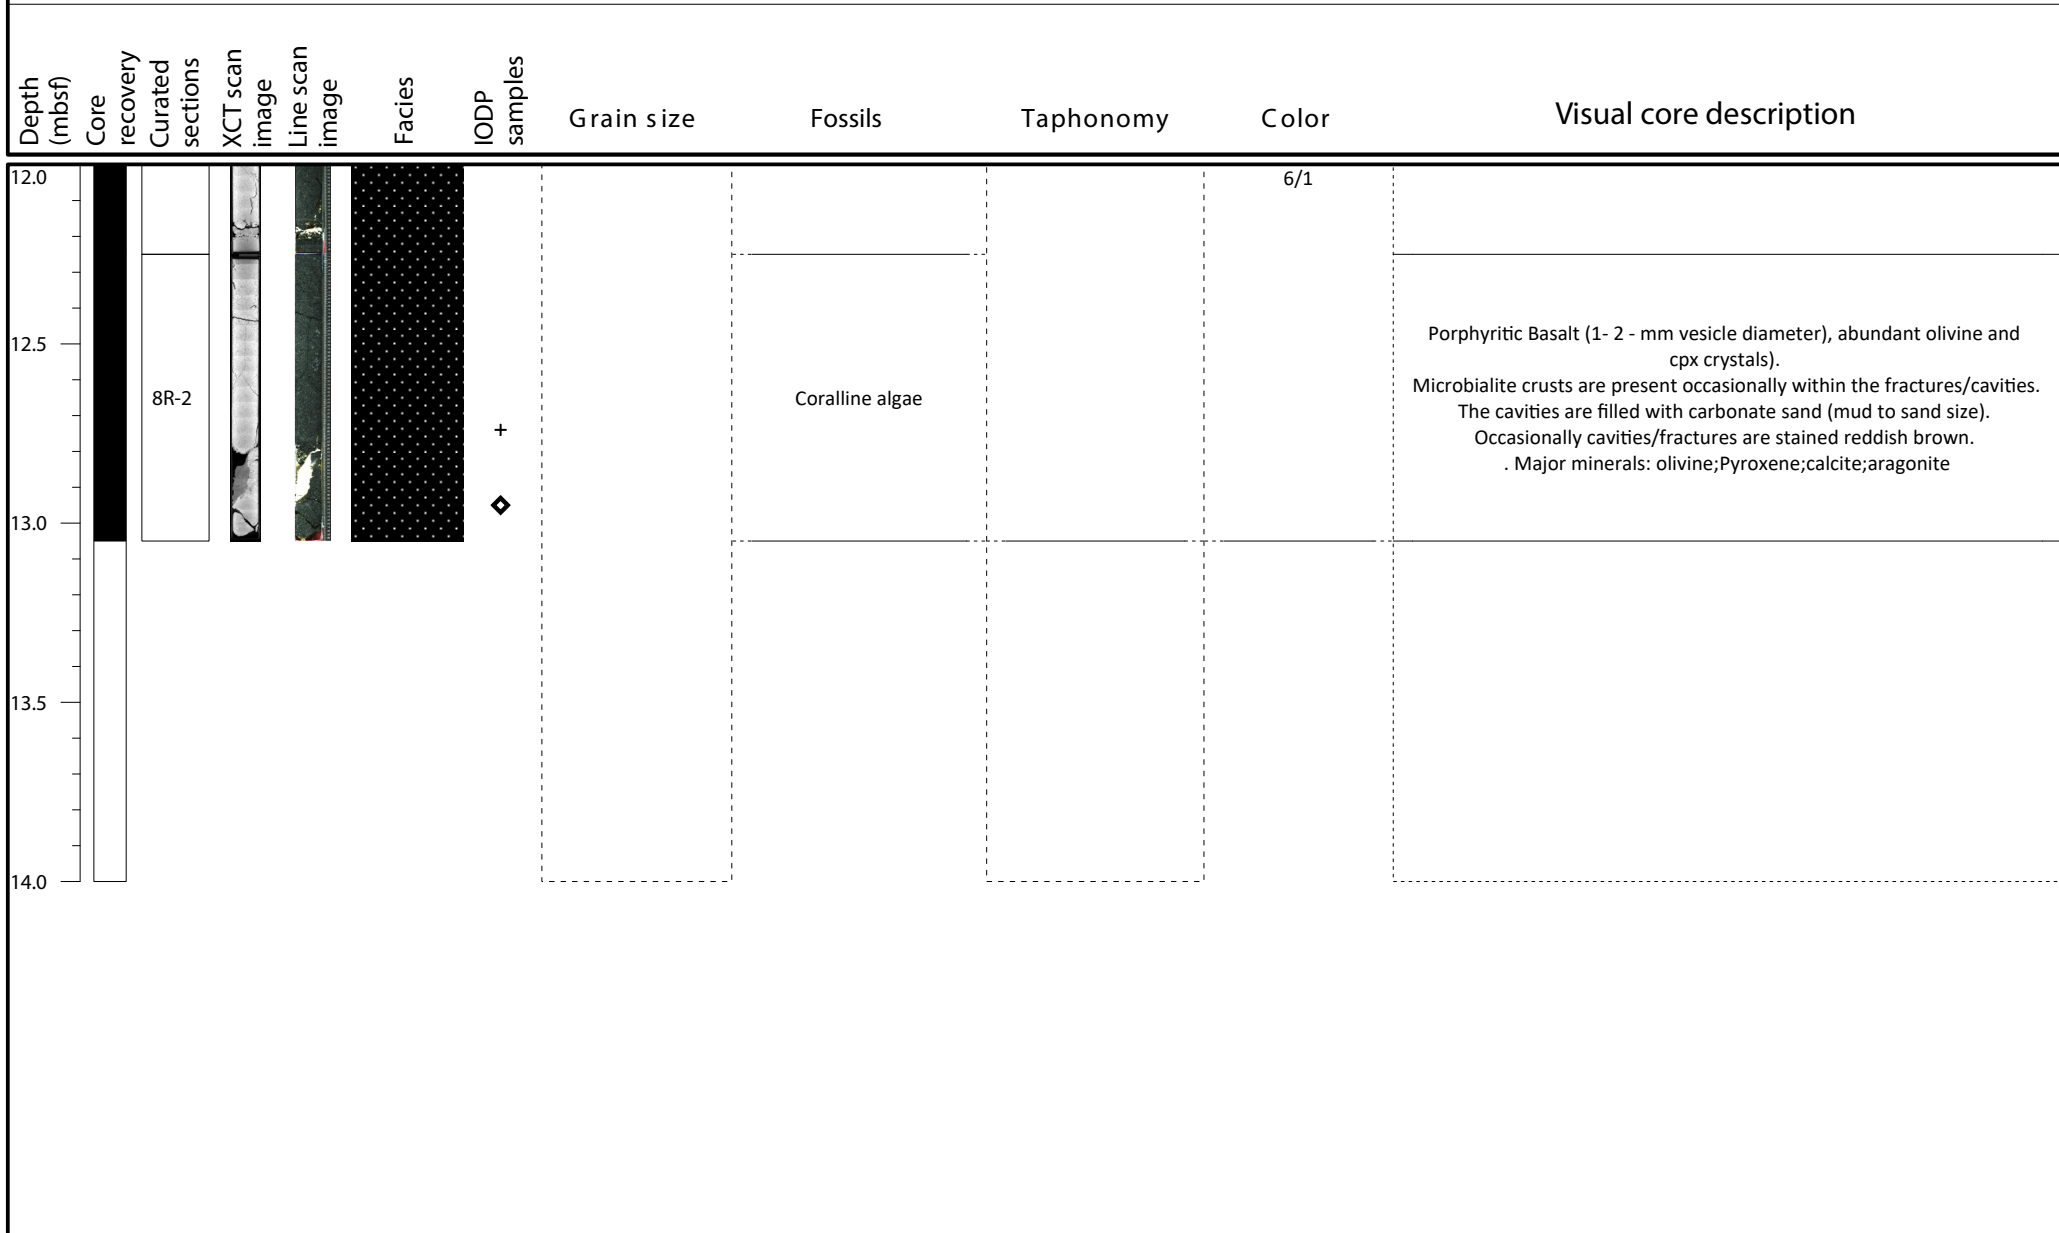 Depth
(mbsf)
Core
recovery
Curated
sections
XCT scan
image
Line scan
image
Facies
IODP
samples
Grain size
Fossils
Taphonomy
Color
Visual core description
12.0
6/1
12.5
8R-2
Coralline algae
Porphyritic Basalt (1- 2 - mm vesicle diameter), abundant olivine and
cpx crystals).
Microbialite crusts are present occasionally within the fractures/cavities.
The cavities are filled with carbonate sand (mud to sand size).
Occasionally cavities/fractures are stained reddish brown.
. Major minerals: olivine;Pyroxene;calcite;aragonite
+
13.0
13.5
14.0